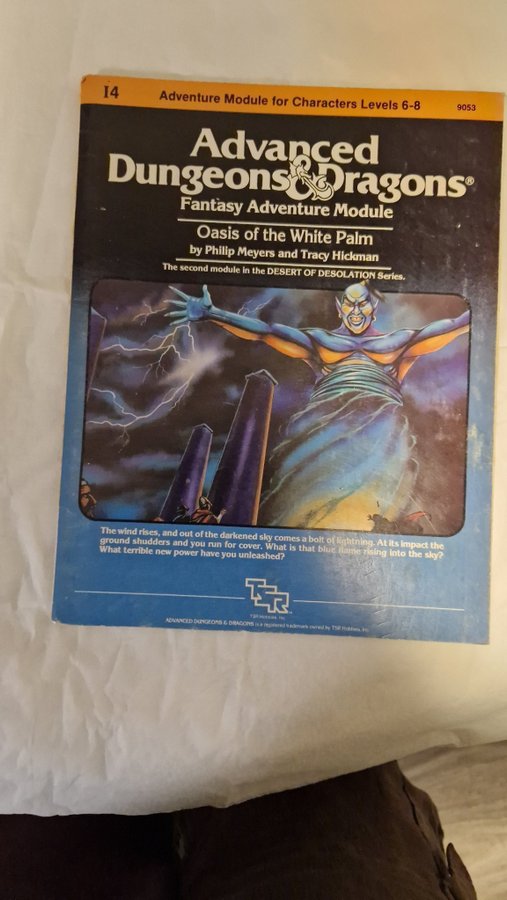 I4
Adventure Module for Characters Levels 6-8
9053
Advanced
Dungeons & Dragons®
Fantasy Adventure Module
Oasis of the White Palm
by Philip Meyers and Tracy Hickman
The second module in the DESERT OF DESOLATION Series.
The wind rises, and out of the darkened sky comes a bolt of lightning. At its impact the
ground shudders and you run for cover. What is that blue flame rising into the sky?
What terrible new power have you unleashed?
TSR
TSR Hobbies, Inc.
ADVANCED DUNGEONS & DRAGONS is a registered trademark owned by TSR Hobbies, Inc.